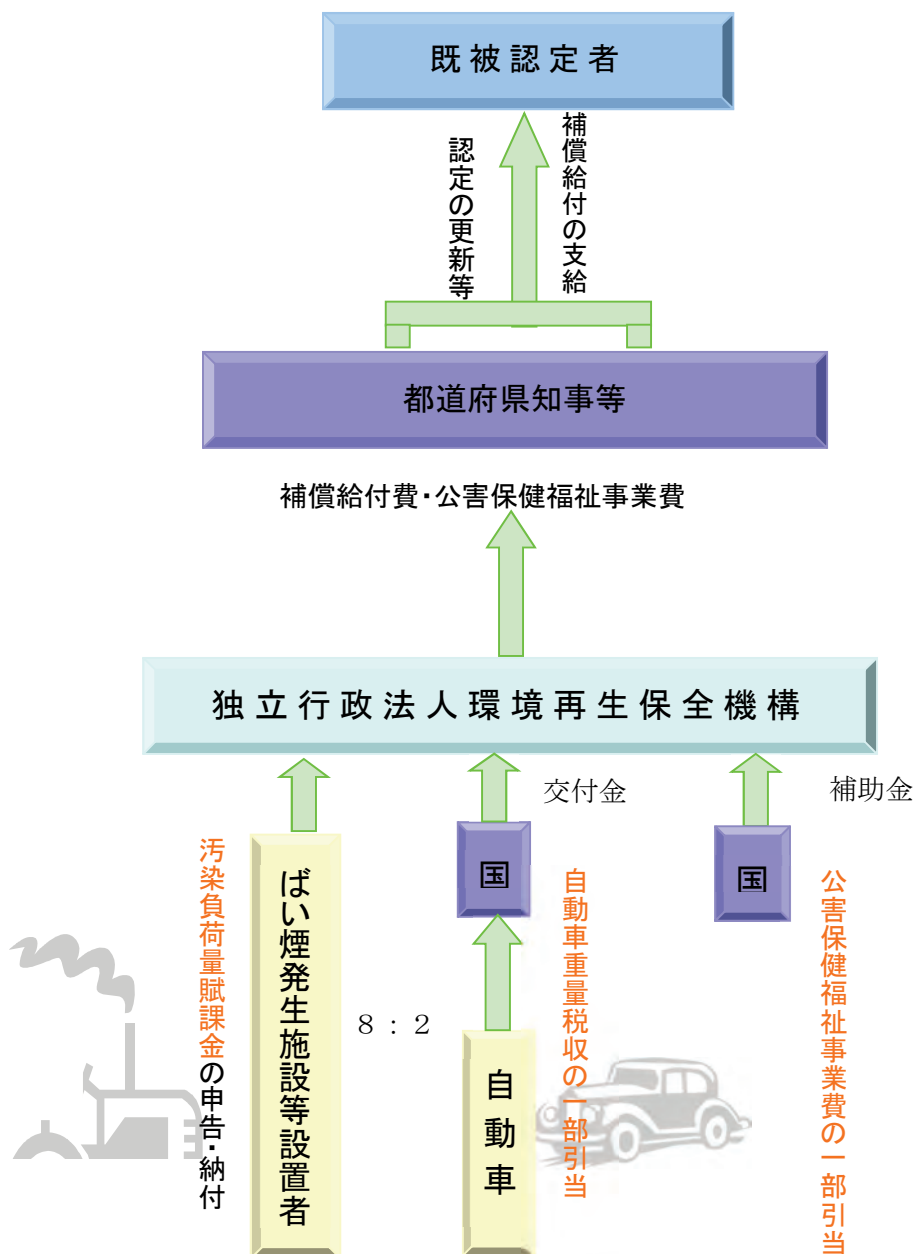 既被認定者
認定の更新等
補償給付の支給
都道府県知事等
補償給付費・公害保健福祉事業費
独立行政法人環境再生保全機構
交付金
補助金
汚染負荷量賦課金の申告・納付
ばい煙発生施設等設置者
8:2
国
自動車
自動車重量税収の一部引当
国
公害保健福祉事業費の一部引当